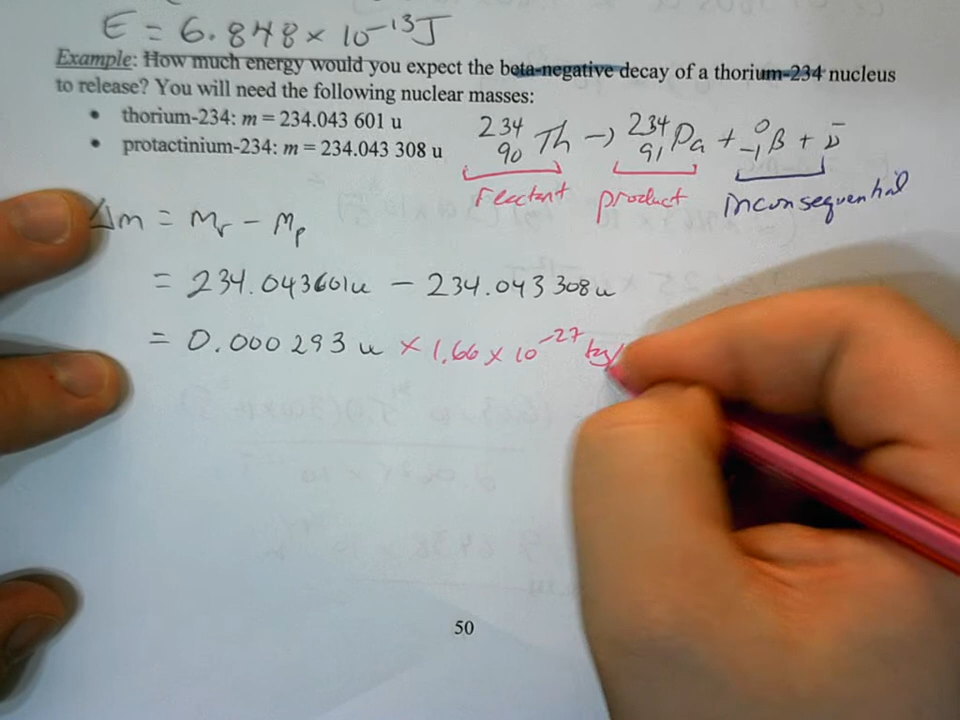 E = 6.848 × 10⁻¹³ J
Example: How much energy would you expect the beta-negative decay of a thorium-234 nucleus
to release? You will need the following nuclear masses:
• thorium-234: m = 234.043 601 u
• protactinium-234: m = 234.043 308 u
²³⁴₉₀Th → ²³⁴₉₁Pa + ⁰₋₁β + ν̄
reactant product inconsequential
Δm = mᵣ − mₚ
= 234.043601u − 234.043308u
= 0.000293 u × 1.66 × 10⁻²⁷ kg/
50